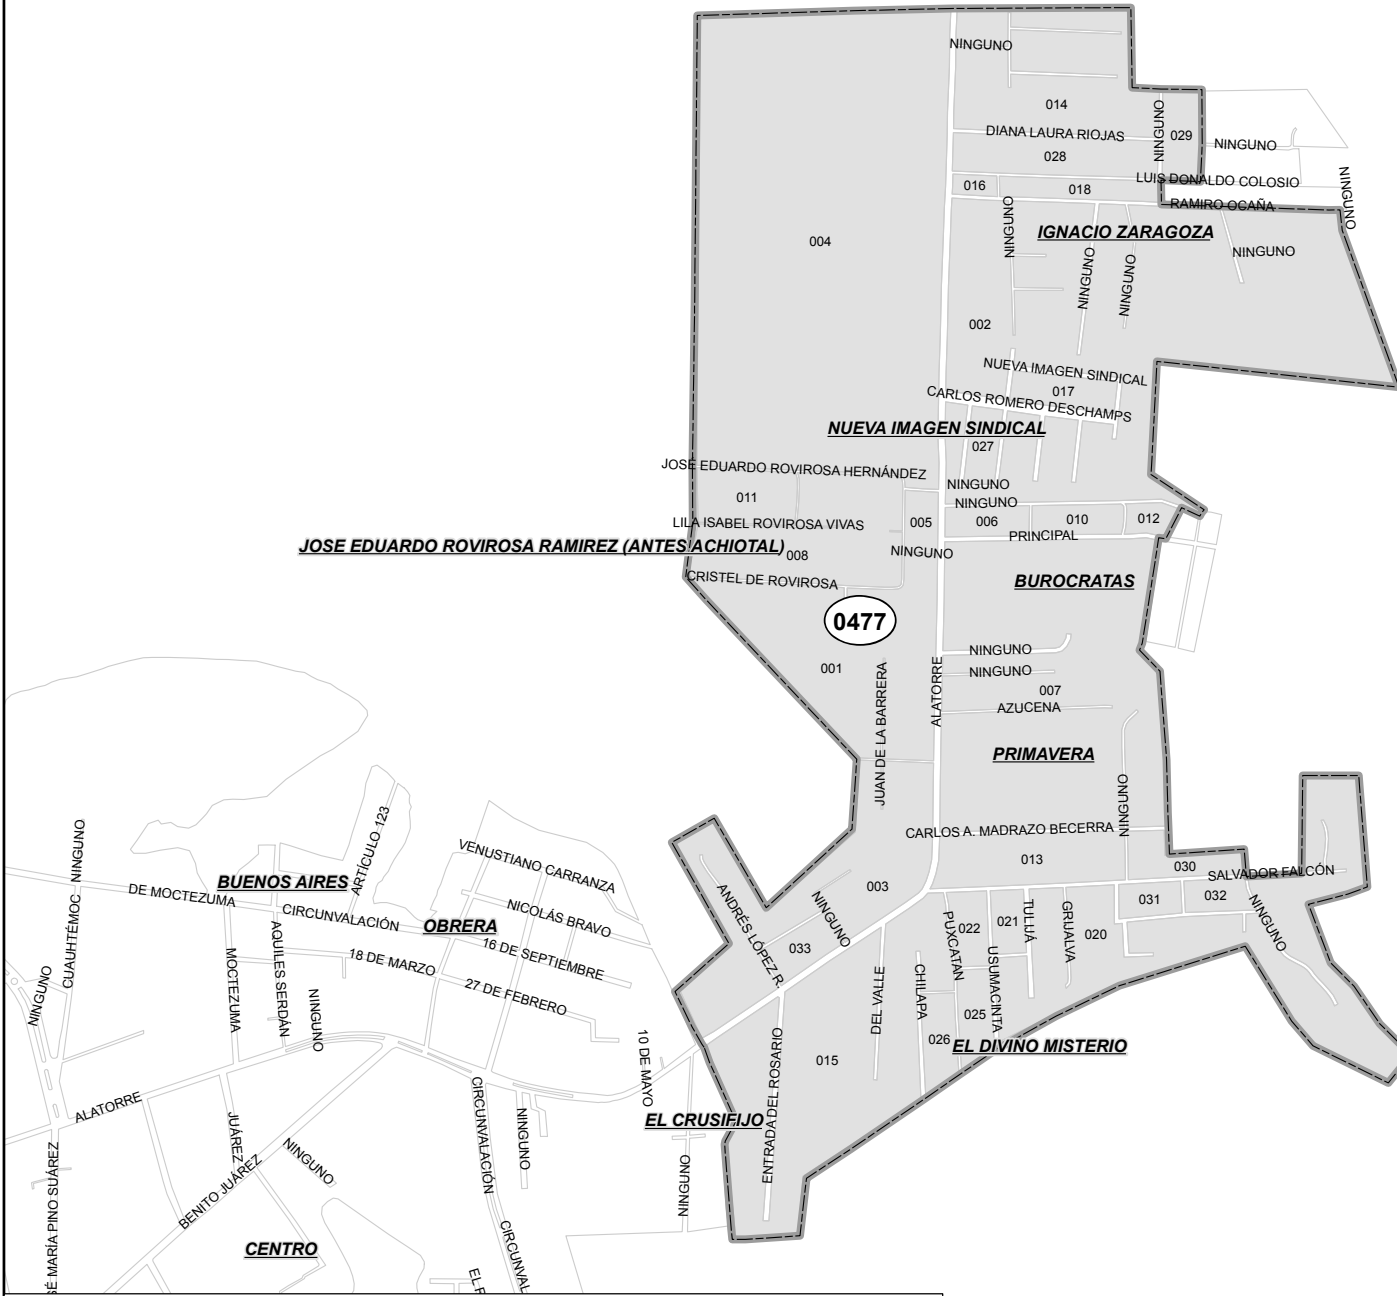 NINGUNO
014
DIANA LAURA RIOJAS
NINGUNO
029
NINGUNO
028
LUIS DONALDO COLOSIO
016
018
NINGUNO
RAMIRO OCAÑA
NINGUNO
IGNACIO ZARAGOZA
004
NINGUNO
NINGUNO
NINGUNO
002
NUEVA IMAGEN SINDICAL
017
CARLOS ROMERO DESCHAMPS
NUEVA IMAGEN SINDICAL
027
JOSÉ EDUARDO ROVIROSA HERNÁNDEZ
NINGUNO
011
NINGUNO
LILA ISABEL ROVIROSA VIVAS
005
006
010
012
PRINCIPAL
JOSE EDUARDO ROVIROSA RAMIREZ (ANTES ACHIOTAL)
008
NINGUNO
CRISTEL DE ROVIROSA
BUROCRATAS
0477
NINGUNO
001
NINGUNO
JUAN DE LA BARRERA
ALATORRE
007
AZUCENA
PRIMAVERA
NINGUNO
CARLOS A. MADRAZO BECERRA
013
030
SALVADOR FALCÓN
003
031
032
NINGUNO
NINGUNO
CUAUHTÉMOC
ARTÍCULO 123
VENUSTIANO CARRANZA
BUENOS AIRES
DE MOCTEZUMA
CIRCUNVALACIÓN
NICOLÁS BRAVO
OBRERA
16 DE SEPTIEMBRE
18 DE MARZO
27 DE FEBRERO
AQUILES SERDÁN
MOCTEZUMA
NINGUNO
NINGUNO
ANDRÉS LÓPEZ R.
NINGUNO
033
PUXCATAN
022
021
TULIJÁ
GRIJALVA
020
USUMACINTA
DEL VALLE
CHILAPA
025
026
EL DIVINO MISTERIO
015
10 DE MAYO
ENTRADA DEL ROSARIO
EL CRUSIFIJO
ALATORRE
JUÁREZ
CIRCUNVALACIÓN
NINGUNO
NINGUNO
BENITO JUÁREZ
NINGUNO
CENTRO
SÉ MARÍA PINO SUÁREZ
CIRCUNVAL